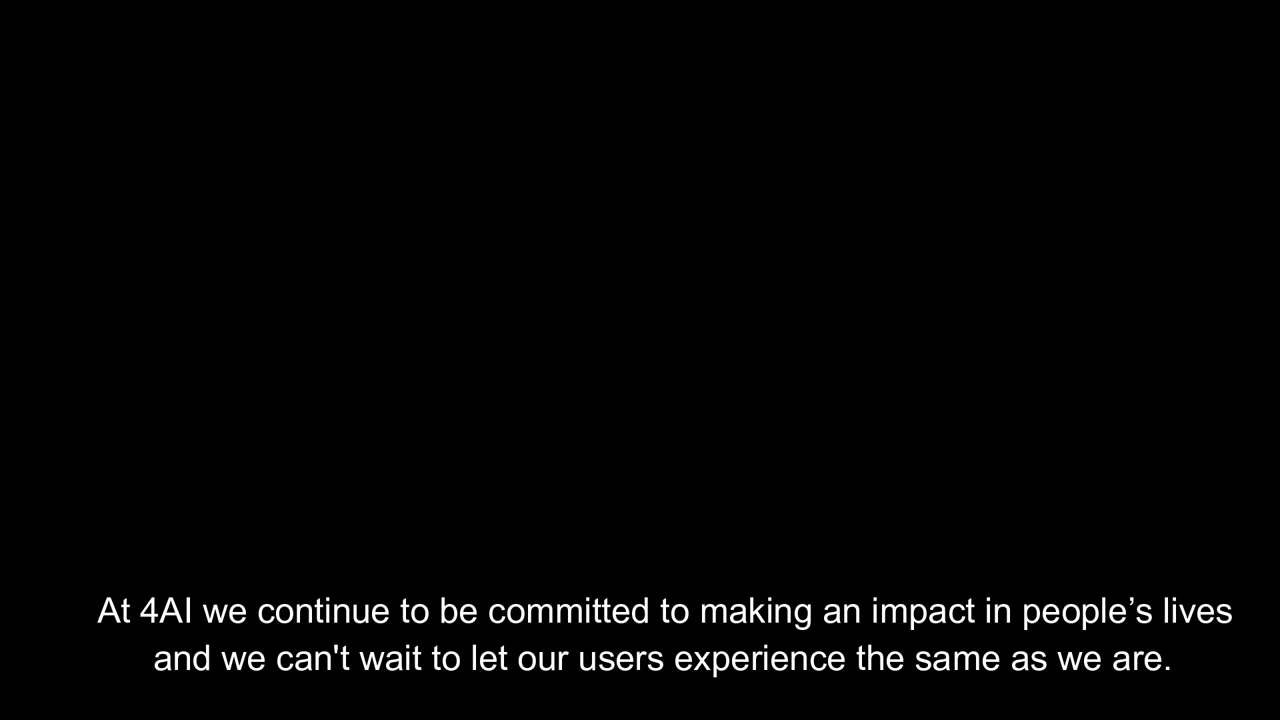 At 4AI we continue to be committed to making an impact in people’s lives
and we can't wait to let our users experience the same as we are.